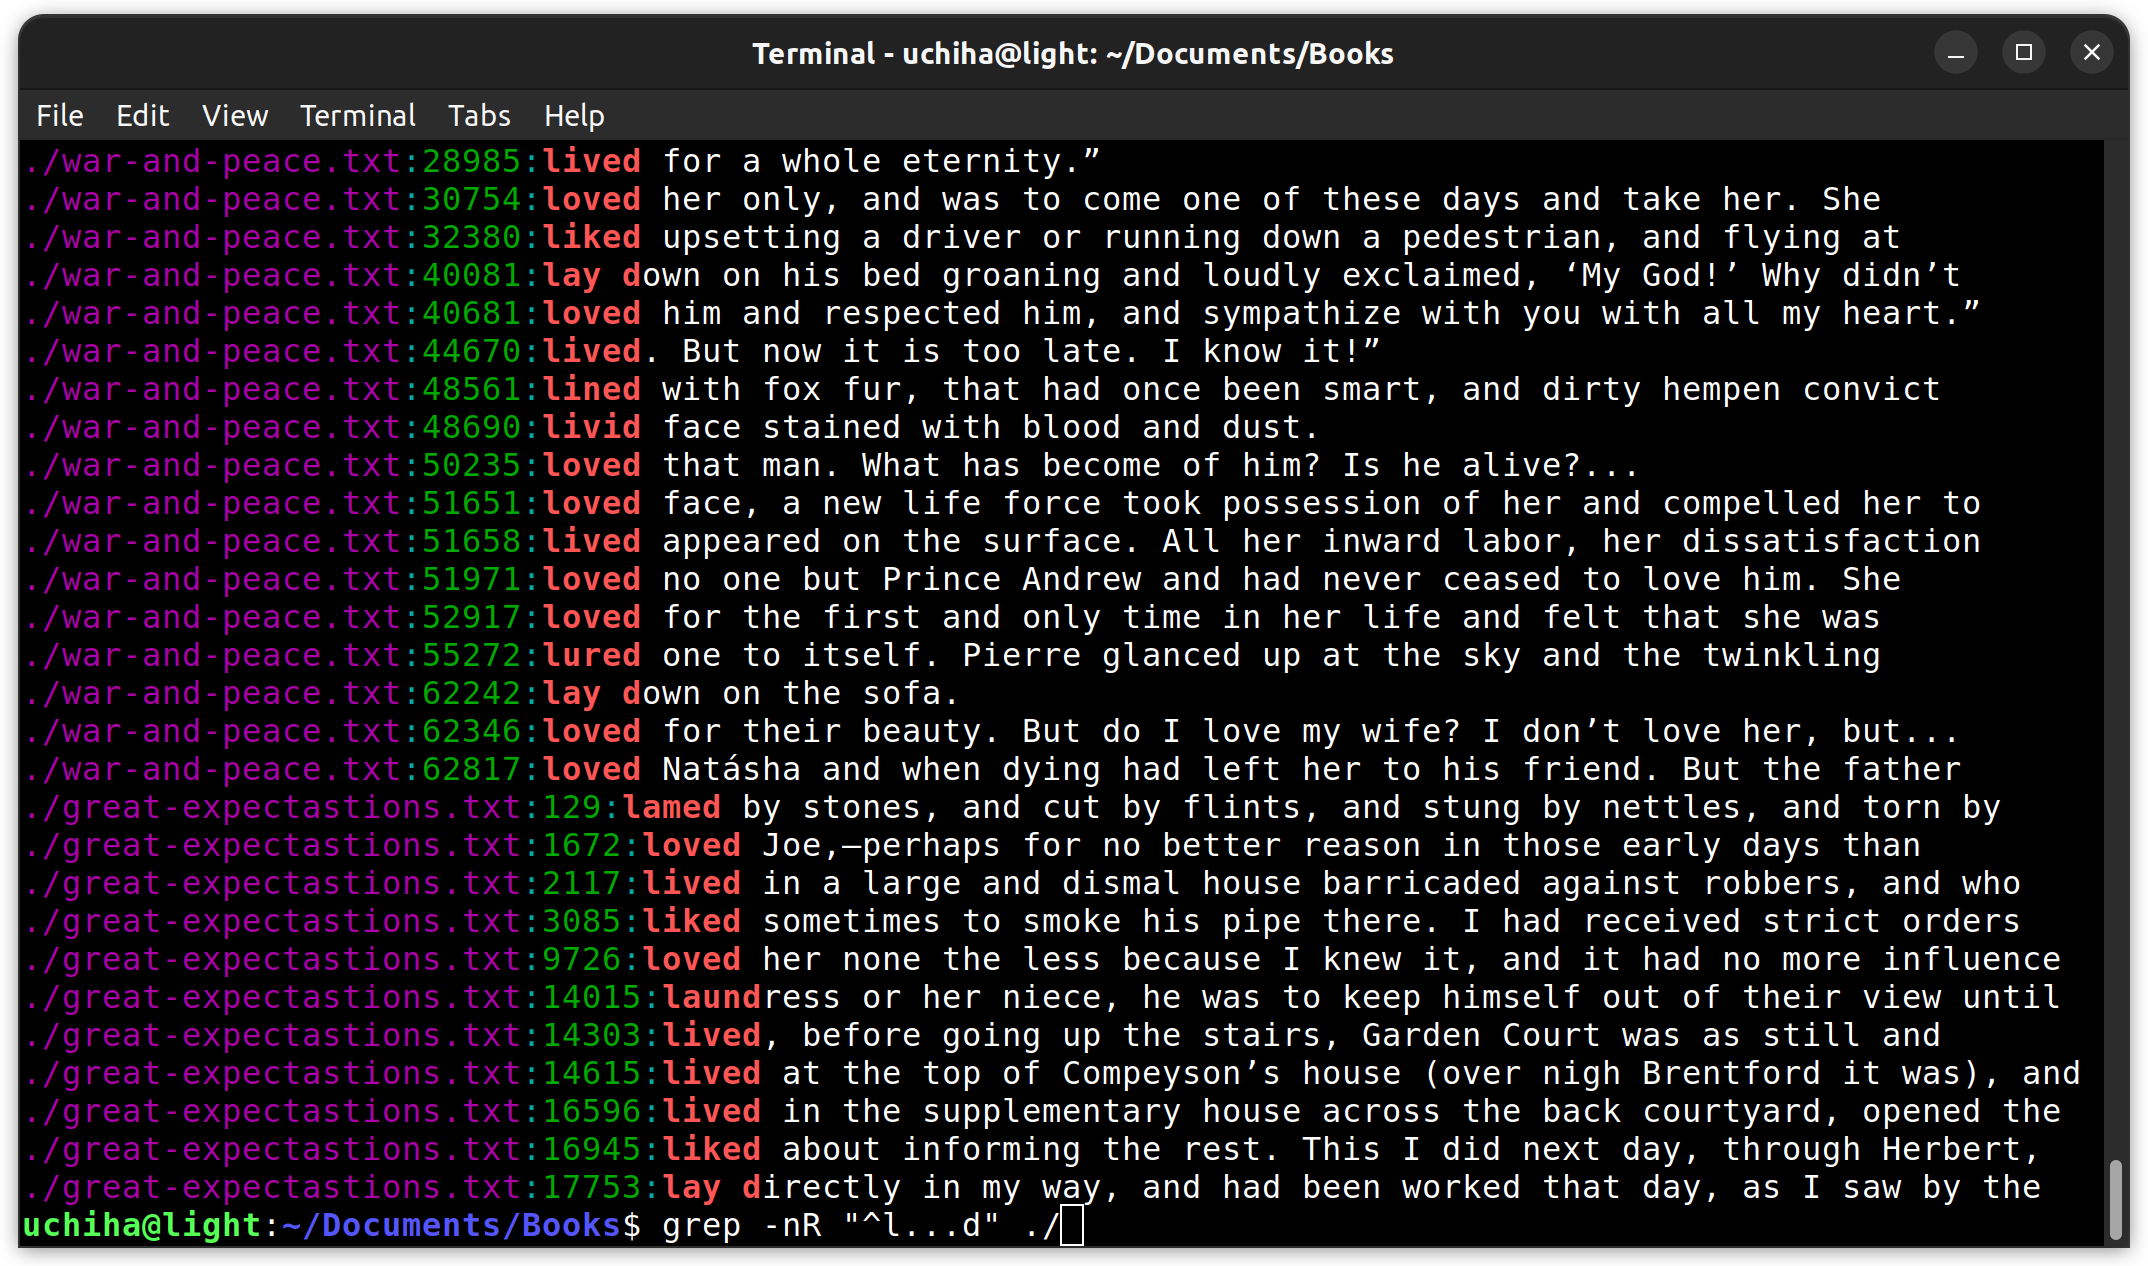 Terminal - uchiha@light: ~/Documents/Books
File Edit View Terminal Tabs Help
./war-and-peace.txt:28985:lived for a whole eternity.”
./war-and-peace.txt:30754:loved her only, and was to come one of these days and take her. She
./war-and-peace.txt:32380:liked upsetting a driver or running down a pedestrian, and flying at
./war-and-peace.txt:40081:lay down on his bed groaning and loudly exclaimed, ‘My God!’ Why didn’t
./war-and-peace.txt:40681:loved him and respected him, and sympathize with you with all my heart.”
./war-and-peace.txt:44670:lived. But now it is too late. I know it!”
./war-and-peace.txt:48561:lined with fox fur, that had once been smart, and dirty hempen convict
./war-and-peace.txt:48690:livid face stained with blood and dust.
./war-and-peace.txt:50235:loved that man. What has become of him? Is he alive?...
./war-and-peace.txt:51651:loved face, a new life force took possession of her and compelled her to
./war-and-peace.txt:51658:lived appeared on the surface. All her inward labor, her dissatisfaction
./war-and-peace.txt:51971:loved no one but Prince Andrew and had never ceased to love him. She
./war-and-peace.txt:52917:loved for the first and only time in her life and felt that she was
./war-and-peace.txt:55272:lured one to itself. Pierre glanced up at the sky and the twinkling
./war-and-peace.txt:62242:lay down on the sofa.
./war-and-peace.txt:62346:loved for their beauty. But do I love my wife? I don’t love her, but...
./war-and-peace.txt:62817:loved Natásha and when dying had left her to his friend. But the father
./great-expectastions.txt:129:lamed by stones, and cut by flints, and stung by nettles, and torn by
./great-expectastions.txt:1672:loved Joe,—perhaps for no better reason in those early days than
./great-expectastions.txt:2117:lived in a large and dismal house barricaded against robbers, and who
./great-expectastions.txt:3085:liked sometimes to smoke his pipe there. I had received strict orders
./great-expectastions.txt:9726:loved her none the less because I knew it, and it had no more influence
./great-expectastions.txt:14015:laundress or her niece, he was to keep himself out of their view until
./great-expectastions.txt:14303:lived, before going up the stairs, Garden Court was as still and
./great-expectastions.txt:14615:lived at the top of Compeyson’s house (over nigh Brentford it was), and
./great-expectastions.txt:16596:lived in the supplementary house across the back courtyard, opened the
./great-expectastions.txt:16945:liked about informing the rest. This I did next day, through Herbert,
./great-expectastions.txt:17753:lay directly in my way, and had been worked that day, as I saw by the
uchiha@light:~/Documents/Books$ grep -nR "^l...d" ./